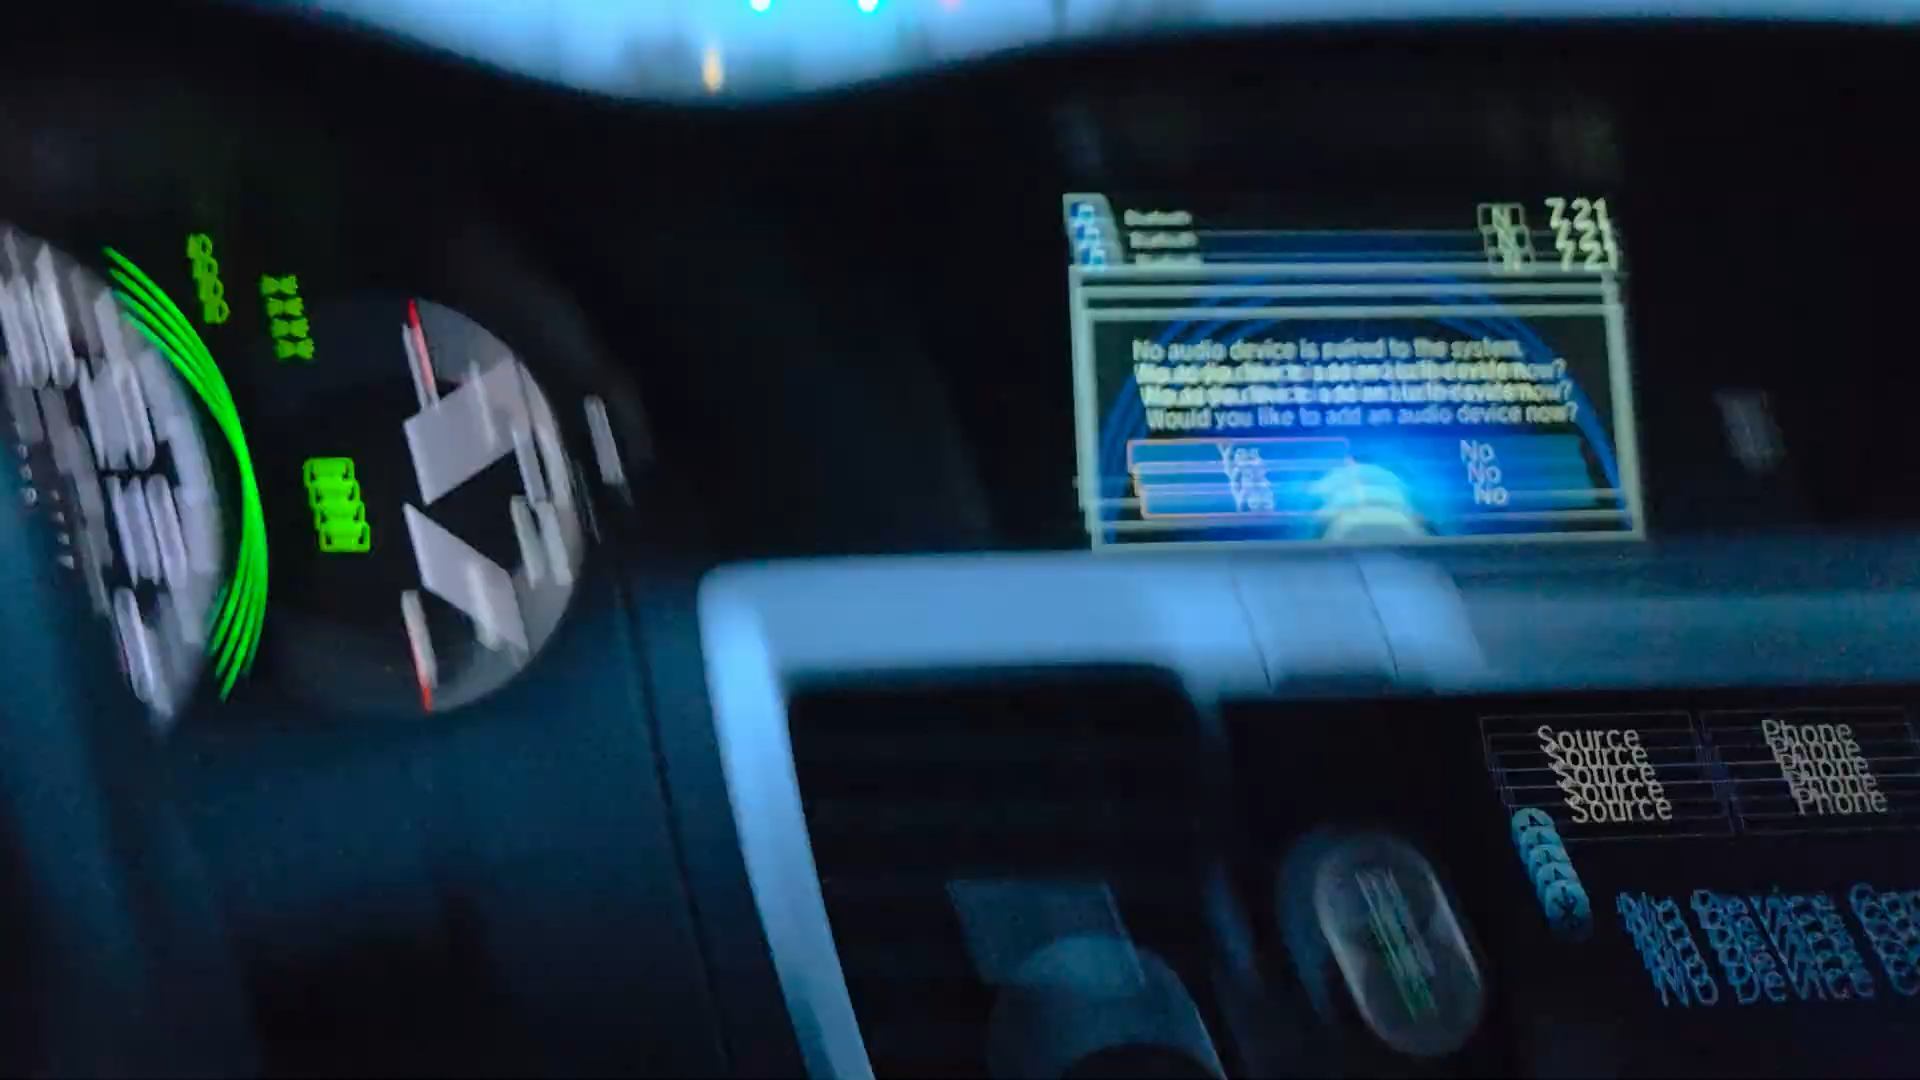 Bluetooth
N 7:21
No audio device is paired to the system.
Would you like to add an audio device now?
Yes No
Source Phone
No Device